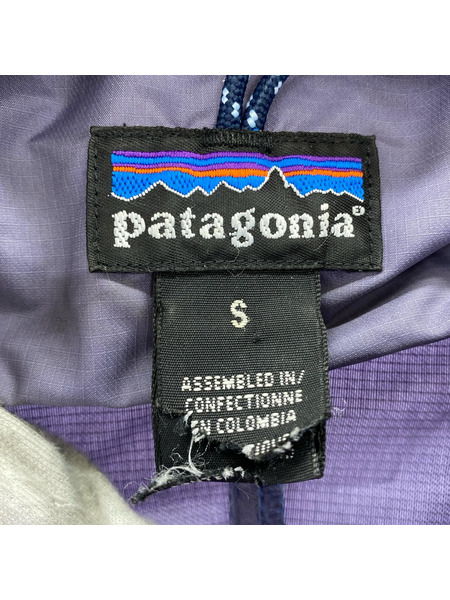 patagonia®
S
ASSEMBLED IN/
CONFECTIONNE
EN COLOMBIA